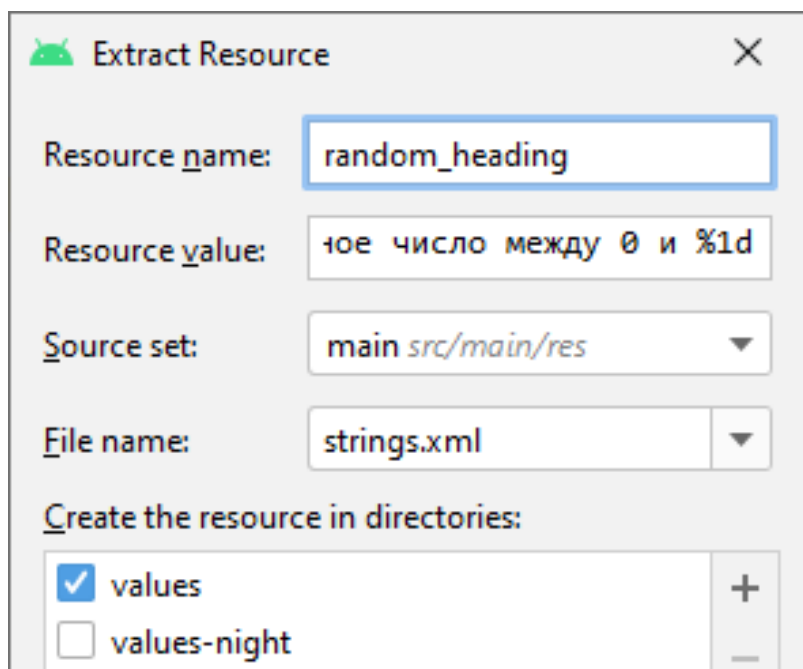 Extract Resource
Resource name: random_heading
Resource value: ное число между 0 и %1d
Source set: main src/main/res
File name: strings.xml
Create the resource in directories:
values
values-night